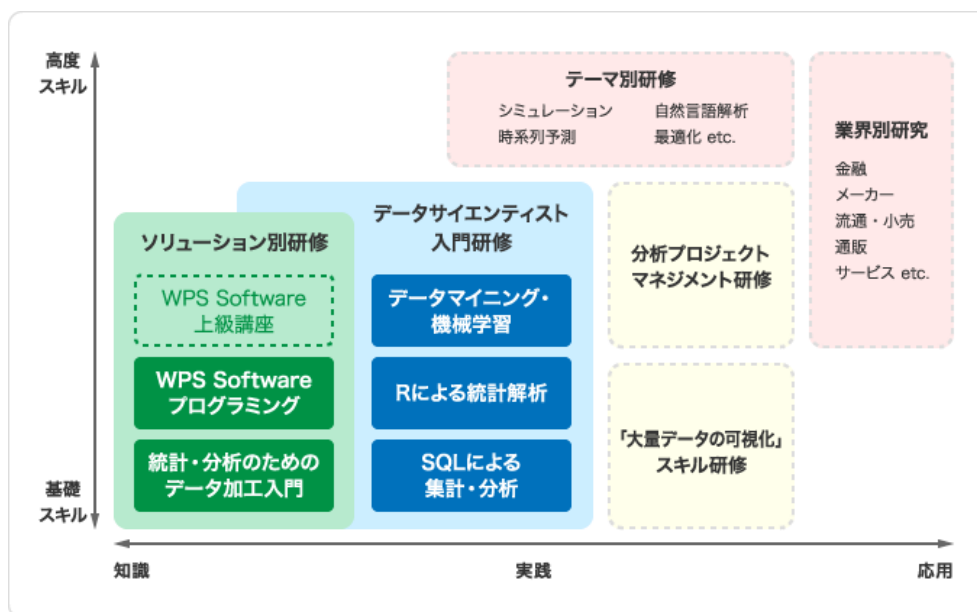 高度
スキル
テーマ別研修
シミュレーション 自然言語解析
時系列予測 最適化 etc.
業界別研究
金融
メーカー
流通・小売
通販
サービス etc.
データサイエンティスト
入門研修
ソリューション別研修
分析プロジェクト
マネジメント研修
WPS Software
上級講座
データマイニング・
機械学習
WPS Software
プログラミング
Rによる統計解析
「大量データの可視化」
スキル研修
統計・分析のための
データ加工入門
SQLによる
集計・分析
基礎
スキル
知識 実践 応用